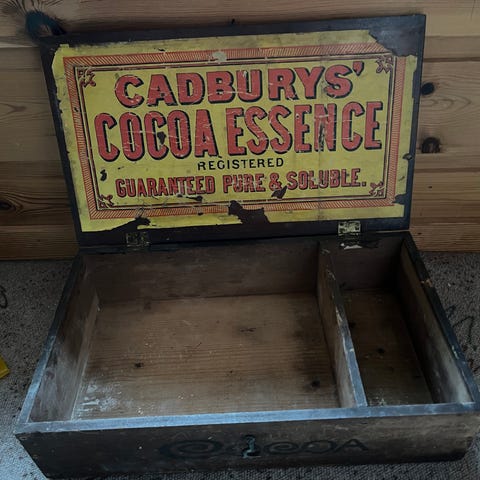 CADBURYS'
COCOA ESSENCE
REGISTERED
GUARANTEED PURE & SOLUBLE.
COCOA